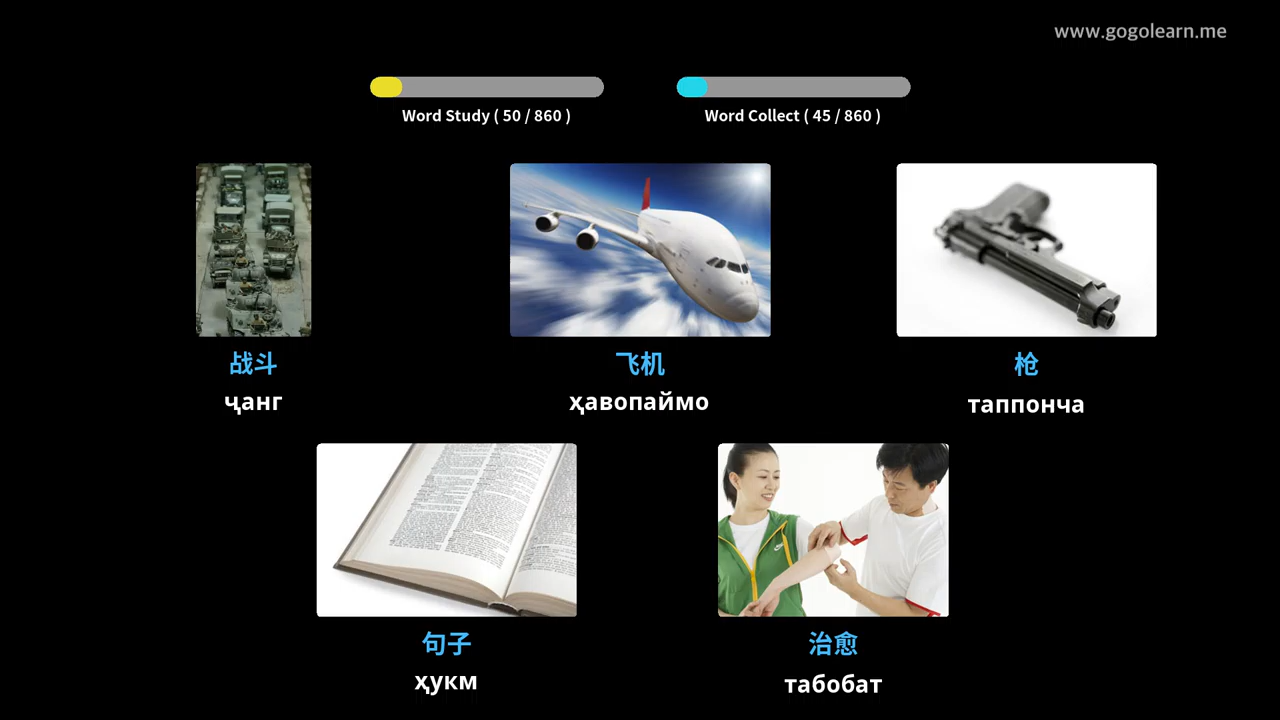 www.gogolearn.me
Word Study ( 50 / 860 )
Word Collect ( 45 / 860 )
战斗
飞机
枪
ҷанг
ҳавопаймо
таппонча
句子
治愈
ҳукм
табобат